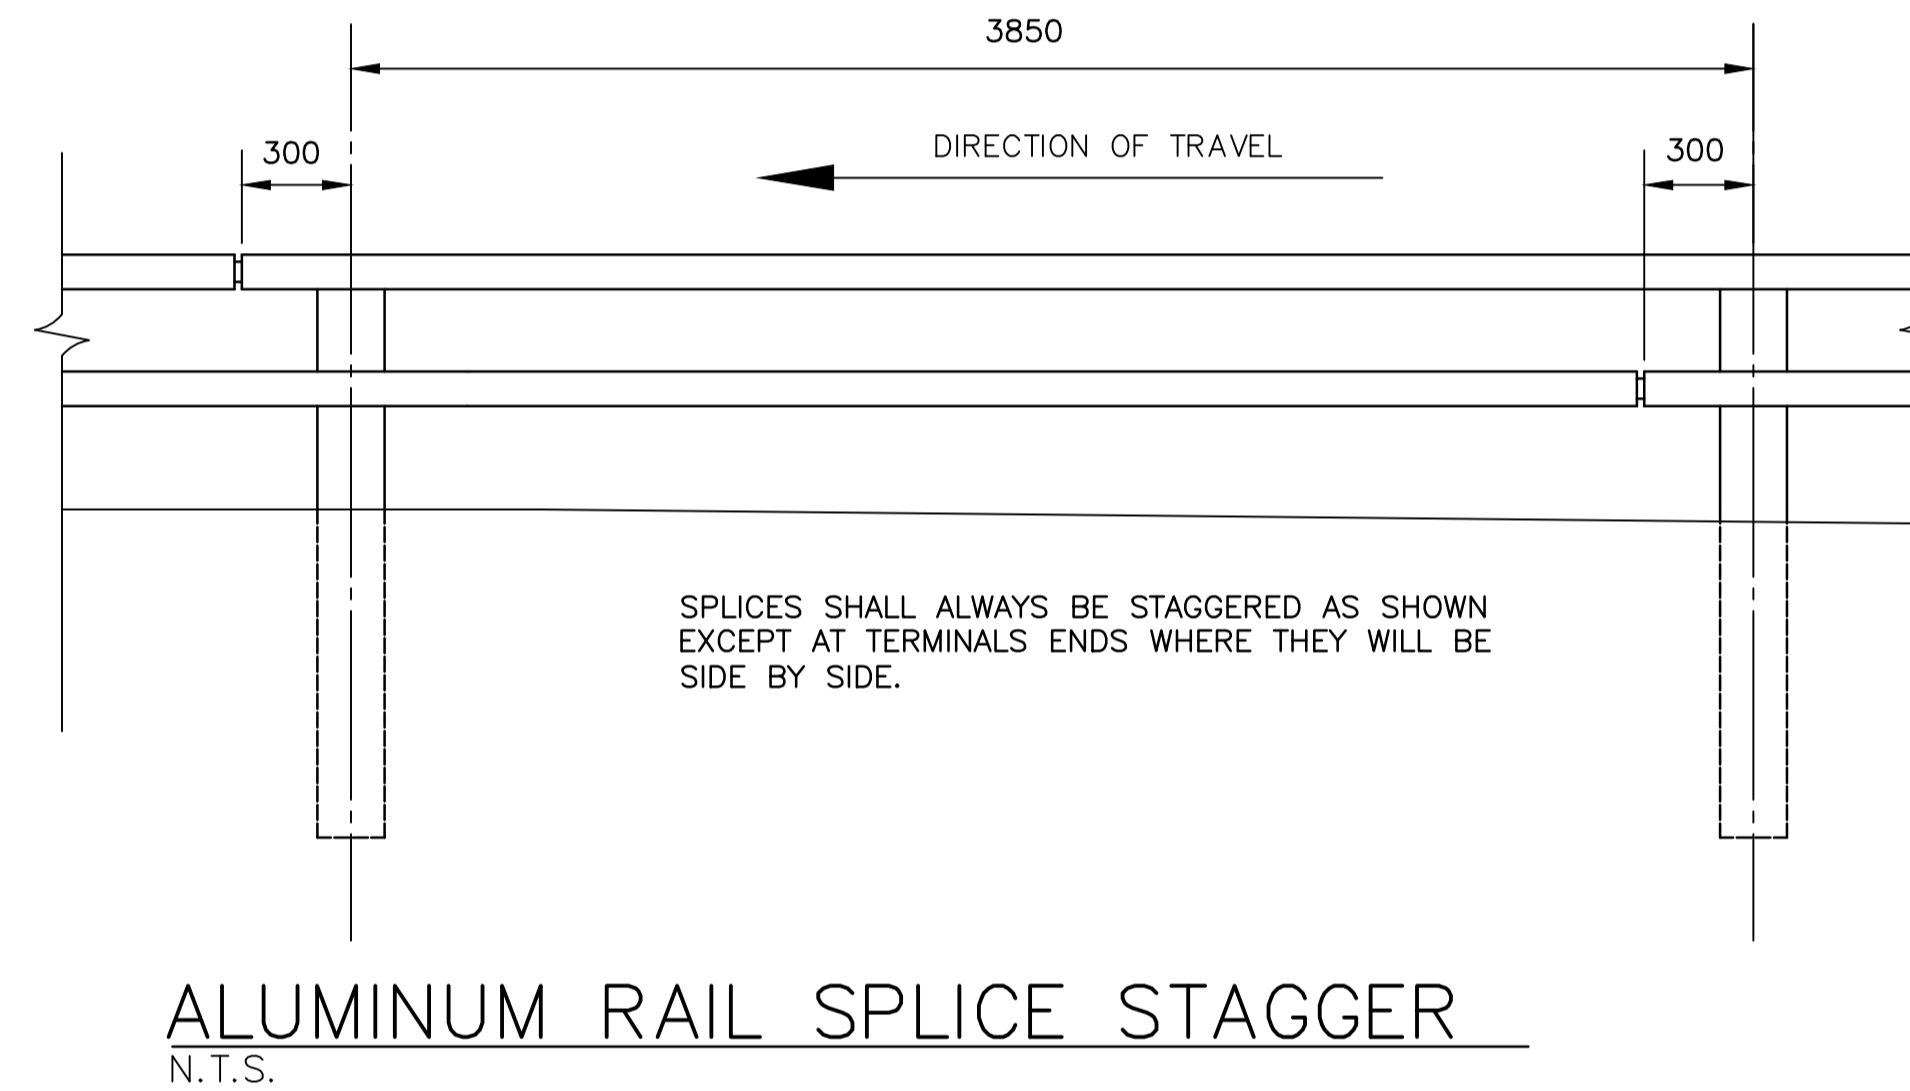 3850
DIRECTION OF TRAVEL
300
300
SPLICES SHALL ALWAYS BE STAGGERED AS SHOWN
EXCEPT AT TERMINALS ENDS WHERE THEY WILL BE
SIDE BY SIDE.
ALUMINUM RAIL SPLICE STAGGER
N.T.S.